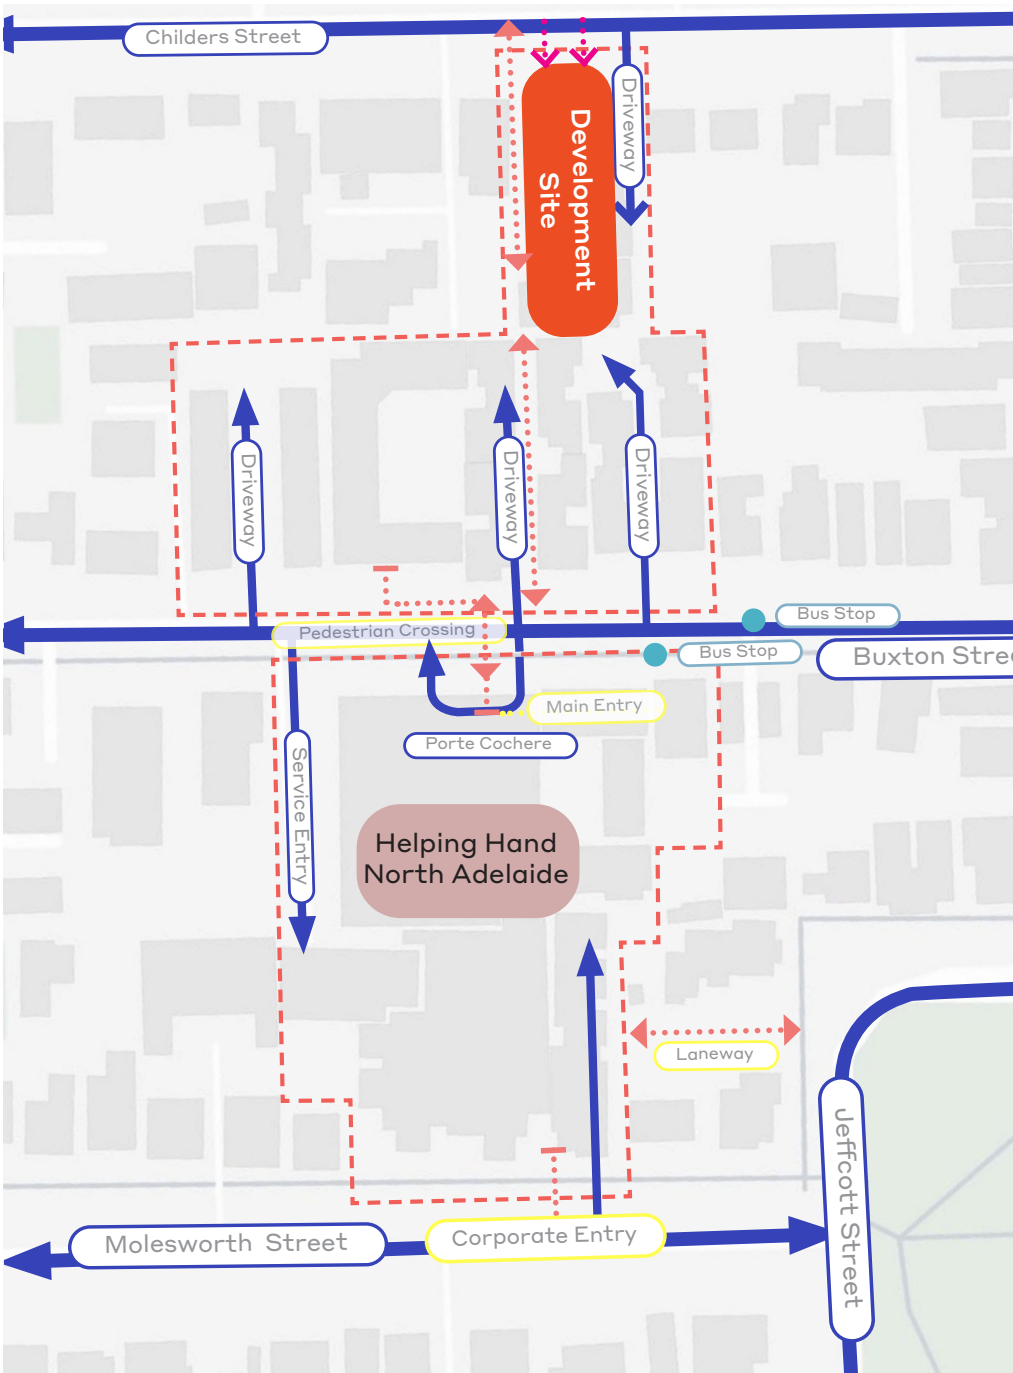 Childers Street
Driveway
Development
Site
Driveway
Driveway
Driveway
Bus Stop
Pedestrian Crossing
Bus Stop
Buxton Stre
Main Entry
Porte Cochere
Service Entry
Helping Hand
North Adelaide
Laneway
Jeffcott Street
Molesworth Street
Corporate Entry